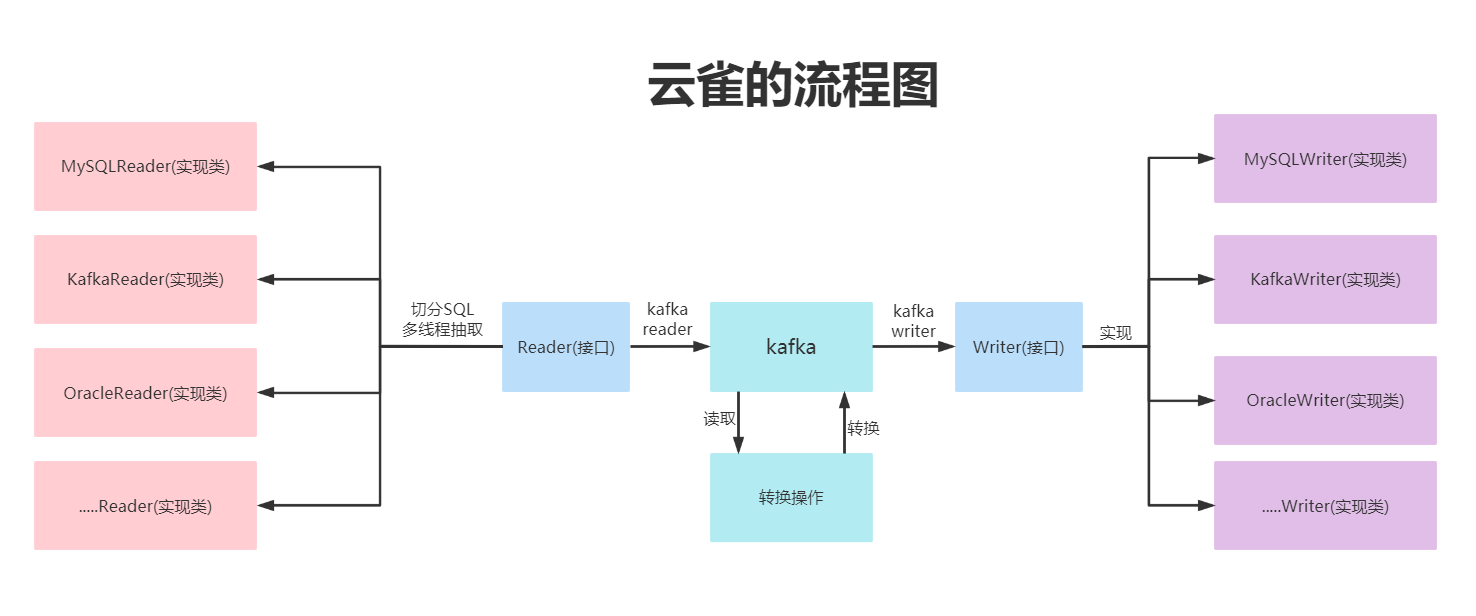 云雀的流程图
MySQLReader(实现类)
KafkaReader(实现类)
OracleReader(实现类)
.....Reader(实现类)
切分SQL
多线程抽取
Reader(接口)
kafka
reader
kafka
读取
转换
转换操作
kafka
writer
Writer(接口)
实现
MySQLWriter(实现类)
KafkaWriter(实现类)
OracleWriter(实现类)
.....Writer(实现类)